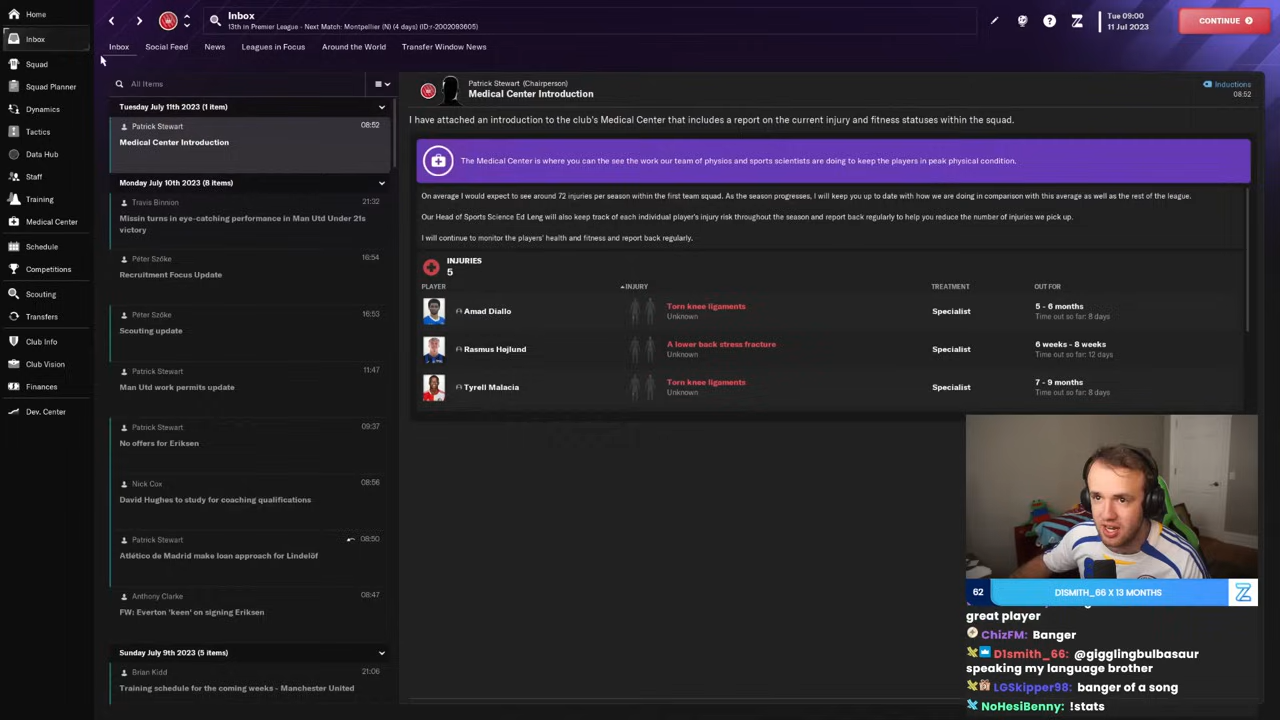 Home
Inbox
Squad
Squad Planner
Dynamics
Tactics
Data Hub
Staff
Training
Medical Center
Schedule
Competitions
Scouting
Transfers
Club Info
Club Vision
Finances
Dev. Center
Inbox
13th in Premier League - Next Match: Montpellier (N) (4 days) (ID:r-2002093605)
Tue 09:00
11 Jul 2023
CONTINUE
Inbox Social Feed News Leagues in Focus Around the World Transfer Window News
All Items
Tuesday July 11th 2023 (1 item)
Patrick Stewart 08:52
Medical Center Introduction
Monday July 10th 2023 (8 items)
Travis Binnion 21:32
Missin turns in eye-catching performance in Man Utd Under 21s
victory
Péter Szőke 16:54
Recruitment Focus Update
Péter Szőke 16:53
Scouting update
Patrick Stewart 11:47
Man Utd work permits update
Patrick Stewart 09:37
No offers for Eriksen
Nick Cox 08:56
David Hughes to study for coaching qualifications
Patrick Stewart 08:50
Atlético de Madrid make loan approach for Lindelöf
Anthony Clarke 08:47
FW: Everton 'keen' on signing Eriksen
Sunday July 9th 2023 (5 items)
Brian Kidd 21:06
Training schedule for the coming weeks - Manchester United
Patrick Stewart (Chairperson)
Medical Center Introduction
Inductions
08:52
I have attached an introduction to the club's Medical Center that includes a report on the current injury and fitness statuses within the squad.
The Medical Center is where you can the see the work our team of physios and sports scientists are doing to keep the players in peak physical condition.
On average I would expect to see around 72 injuries per season within the first team squad. As the season progresses, I will keep you up to date with how we are doing in comparison with this average as well as the rest of the league.
Our Head of Sports Science Ed Leng will also keep track of each individual player's injury risk throughout the season and report back regularly to help you reduce the number of injuries we pick up.
I will continue to monitor the players' health and fitness and report back regularly.
INJURIES
5
PLAYER INJURY TREATMENT OUT FOR
Amad Diallo Torn knee ligaments Specialist 5 - 6 months
Unknown Time out so far: 8 days
Rasmus Højlund A lower back stress fracture Specialist 6 weeks - 8 weeks
Unknown Time out so far: 12 days
Tyrell Malacia Torn knee ligaments Specialist 7 - 9 months
Unknown Time out so far: 8 days
62 D1SMITH_66 X 13 MONTHS
great player
ChizFM: Banger
D1smith_66: @gigglingbulbasaur
speaking my language brother
LGSkipper98: banger of a song
NoHesiBenny: !stats